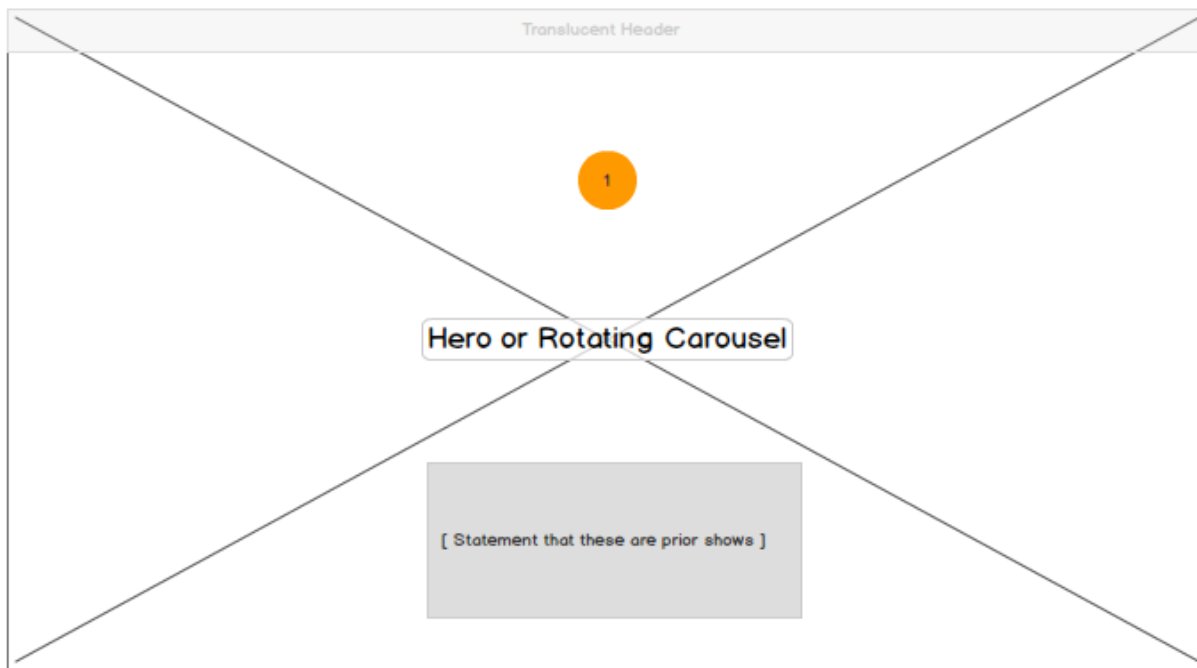 Translucent Header
1
Hero or Rotating Carousel
[ Statement that these are prior shows ]